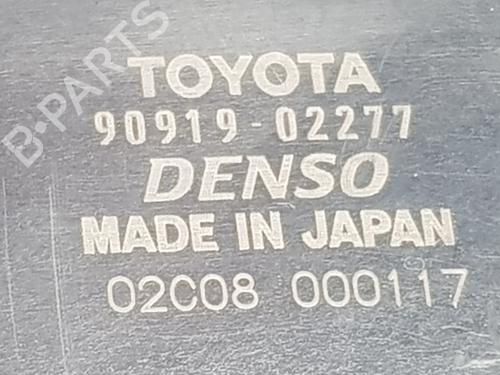 B-PARTS
TOYOTA
90919-02277
DENSO
MADE IN JAPAN
02C08 000117